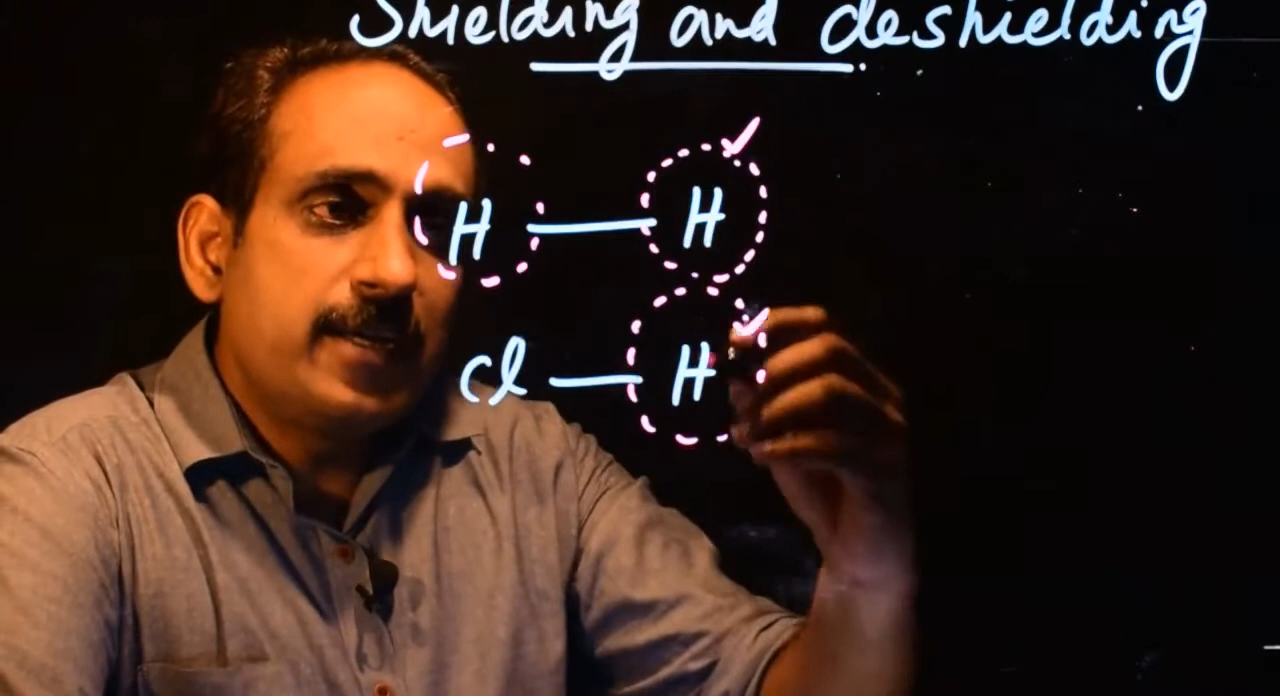 Shielding and deshielding
H — H
Cl — H